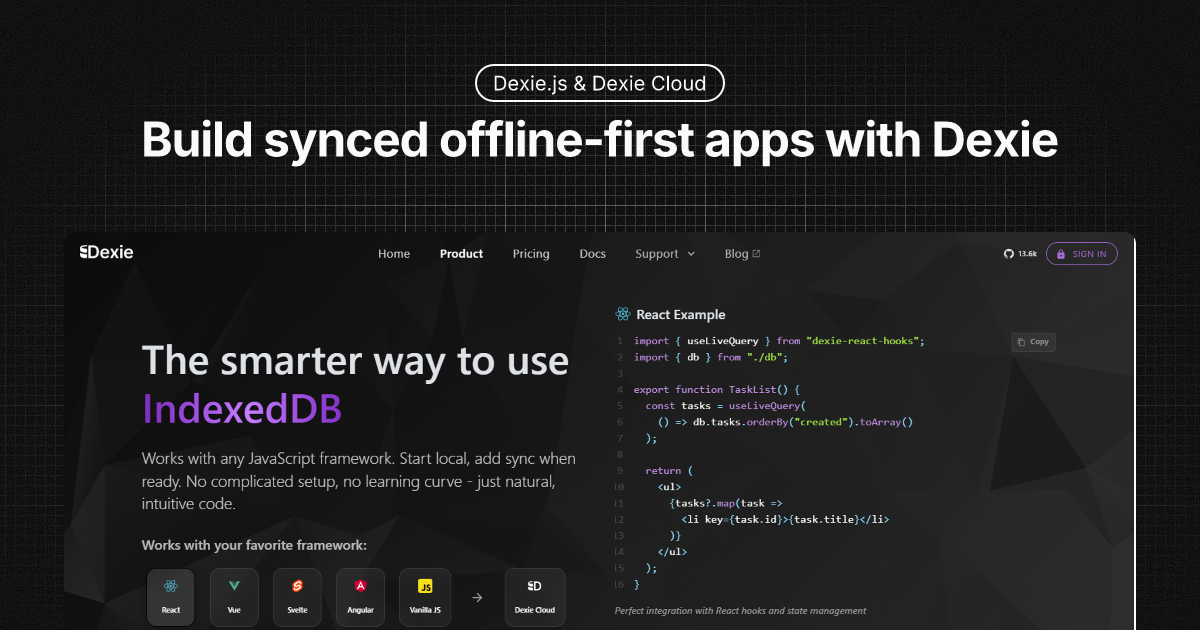 Dexie.js & Dexie Cloud
Build synced offline-first apps with Dexie
Dexie
Home Product Pricing Docs Support Blog
13.6k SIGN IN
The smarter way to use
IndexedDB
Works with any JavaScript framework. Start local, add sync when
ready. No complicated setup, no learning curve - just natural,
intuitive code.
Works with your favorite framework:
React Vue Svelte Angular JS Vanilla JS → Dexie Cloud
React Example
Copy
1 import { useLiveQuery } from "dexie-react-hooks";
2 import { db } from "./db";
3
4 export function TaskList() {
5 const tasks = useLiveQuery(
6 () => db.tasks.orderBy("created").toArray()
7 );
8
9 return (
10 <ul>
11 {tasks?.map(task =>
12 <li key={task.id}>{task.title}</li>
13 )}
14 </ul>
15 );
16 }
Perfect integration with React hooks and state management